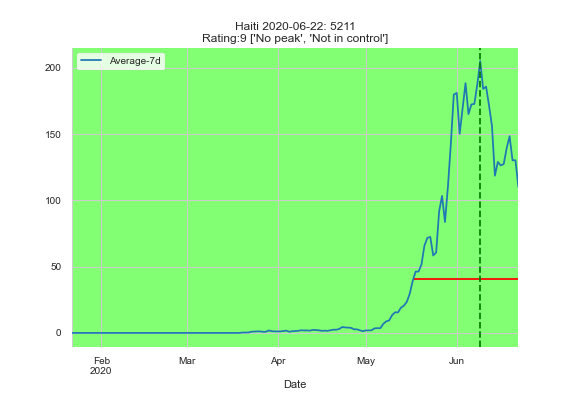 Haiti 2020-06-22: 5211
Rating:9 ['No peak', 'Not in control']
Average-7d
200
150
100
50
0
Feb
2020
Mar
Apr
May
Jun
Date